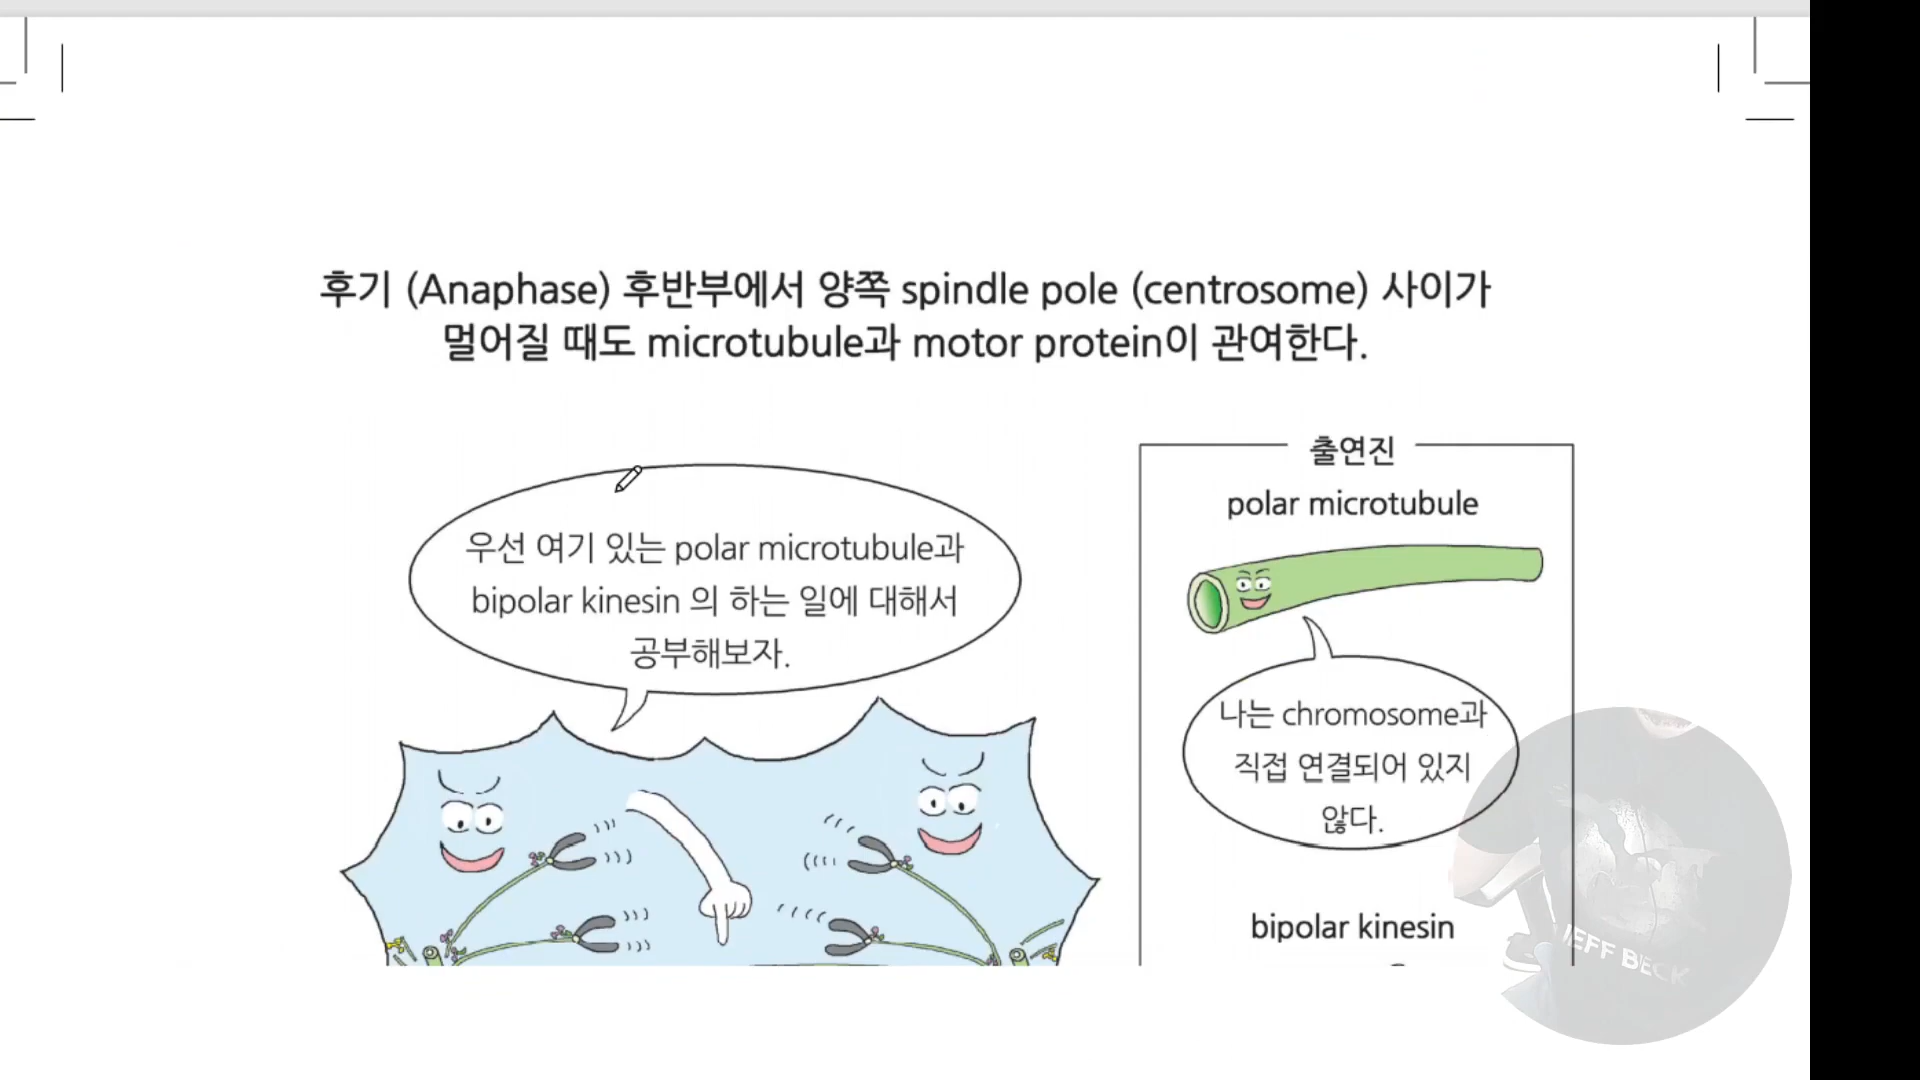 후기 (Anaphase) 후반부에서 양쪽 spindle pole (centrosome) 사이가
멀어질 때도 microtubule과 motor protein이 관여한다.
우선 여기 있는 polar microtubule과
bipolar kinesin 의 하는 일에 대해서
공부해보자.
출연진
polar microtubule
나는 chromosome과
직접 연결되어 있지
않다.
bipolar kinesin
JEFF BECK